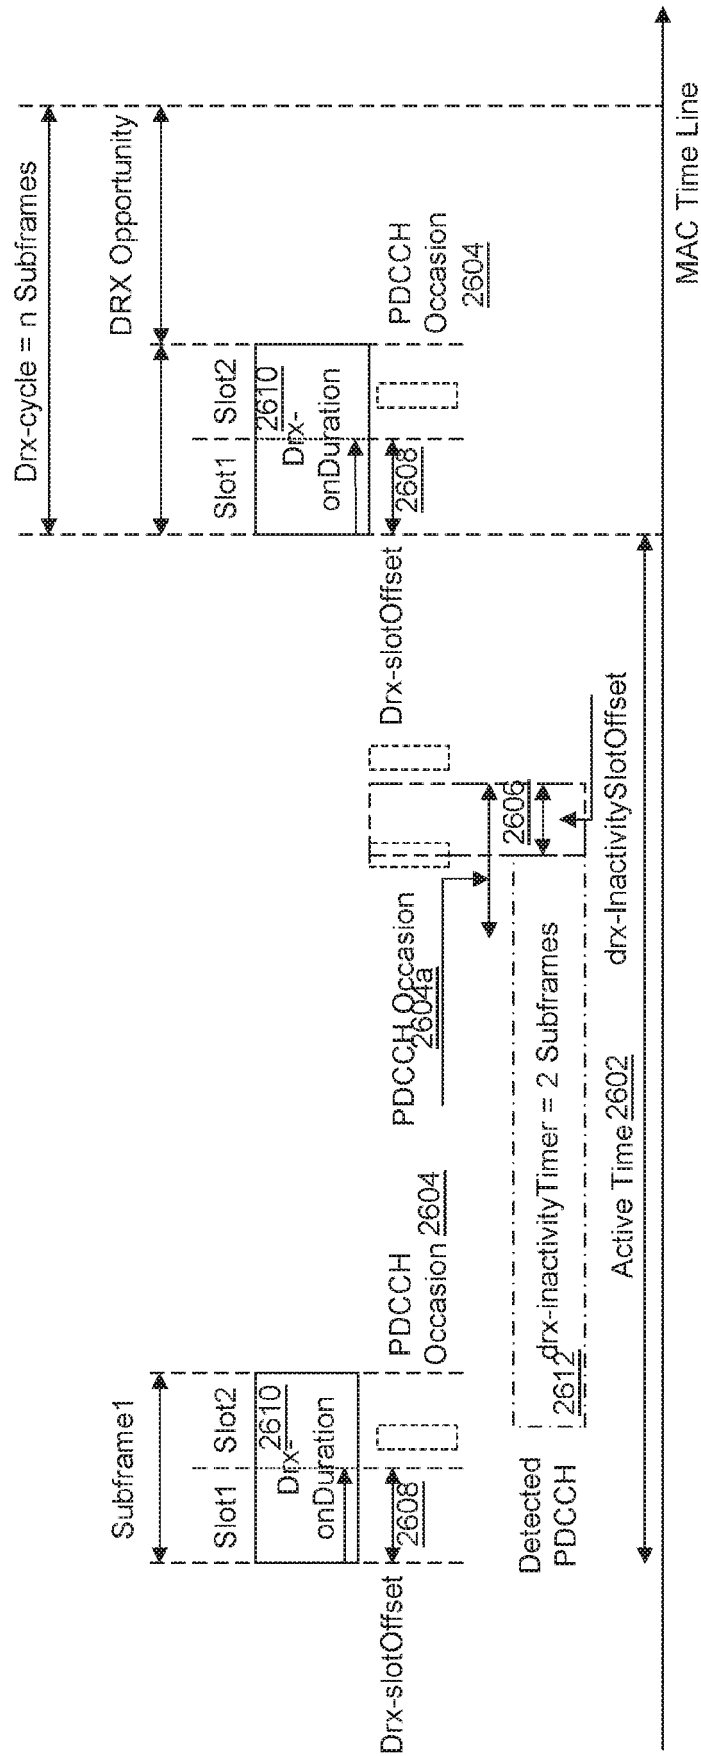 Drx-cycle = n Subframes
DRX Opportunity
Subframe1
Slot1
Slot2
2610
Drx-
onDuration
Slot1
Slot2
2610
Drx-
onDuration
Drx-slotOffset
2608
PDCCH
Occasion 2604
PDCCH Occasion
2604a
Drx-slotOffset
2608
PDCCH
Occasion
2604
Detected
PDCCH
2612
drx-inactivityTimer = 2 Subframes
2606
drx-InactivitySlotOffset
Active Time 2602
MAC Time Line